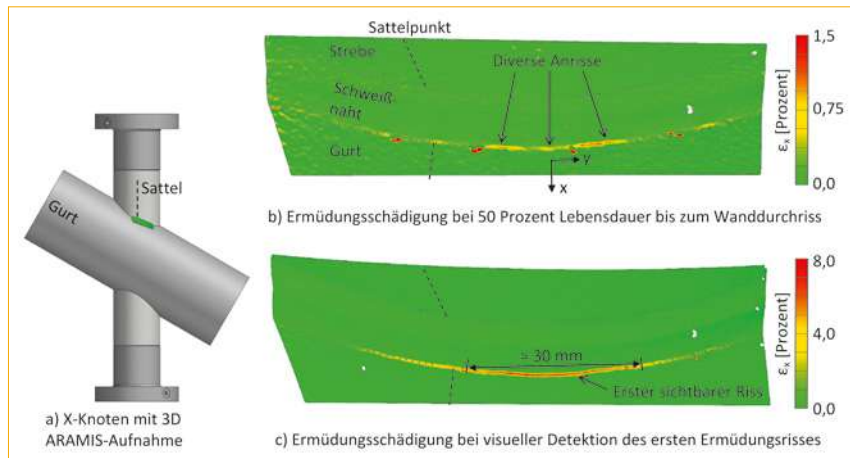 Sattel
Gurt
a) X-Knoten mit 3D
ARAMIS-Aufnahme
Sattelpunkt
Strebe
Diverse Anrisse
Schweiß-
naht
Gurt
y
x
1,5
0,75
0,0
εx [Prozent]
b) Ermüdungsschädigung bei 50 Prozent Lebensdauer bis zum Wanddurchriss
≈ 30 mm
Erster sichtbarer Riss
8,0
4,0
0,0
εx [Prozent]
c) Ermüdungsschädigung bei visueller Detektion des ersten Ermüdungsrisses